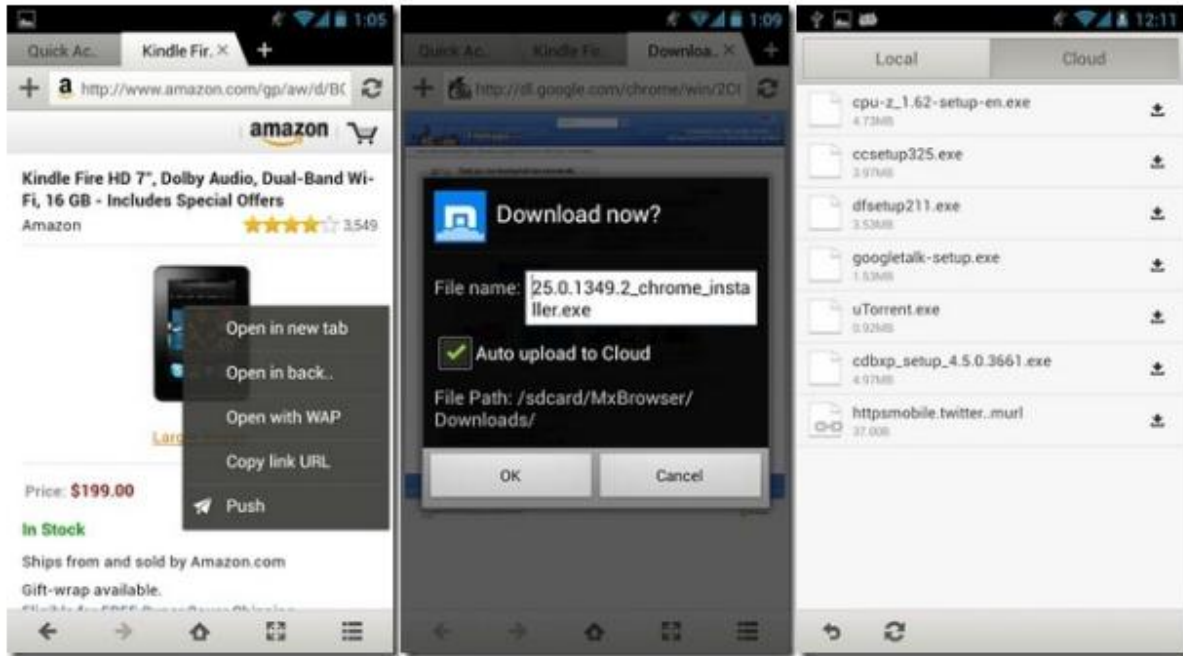 1:05
Quick Ac..
Kindle Fir.
http://www.amazon.com/gp/aw/d/B(
amazon
Kindle Fire HD 7", Dolby Audio, Dual-Band Wi-
Fi, 16 GB - Includes Special Offers
Amazon
3,549
Open in new tab
Open in back..
Open with WAP
Copy link URL
Push
Price: $199.00
In Stock
Ships from and sold by Amazon.com
Gift-wrap available.
1:09
Quick Ac..
Kindle Fir..
Downloa..
http://dl.google.com/chrome/win/2C
Download now?
File name:
25.0.1349.2_chrome_insta
ller.exe
Auto upload to Cloud
File Path: /sdcard/MxBrowser/
Downloads/
OK
Cancel
12:11
Local
Cloud
cpu-z_1.62-setup-en.exe
4.73MB
ccsetup325.exe
3.97MB
dfsetup211.exe
3.53MB
googletalk-setup.exe
1.53MB
uTorrent.exe
0.92MB
cdbxp_setup_4.5.0.3661.exe
4.97MB
httpsmobile.twitter..murl
37.00B